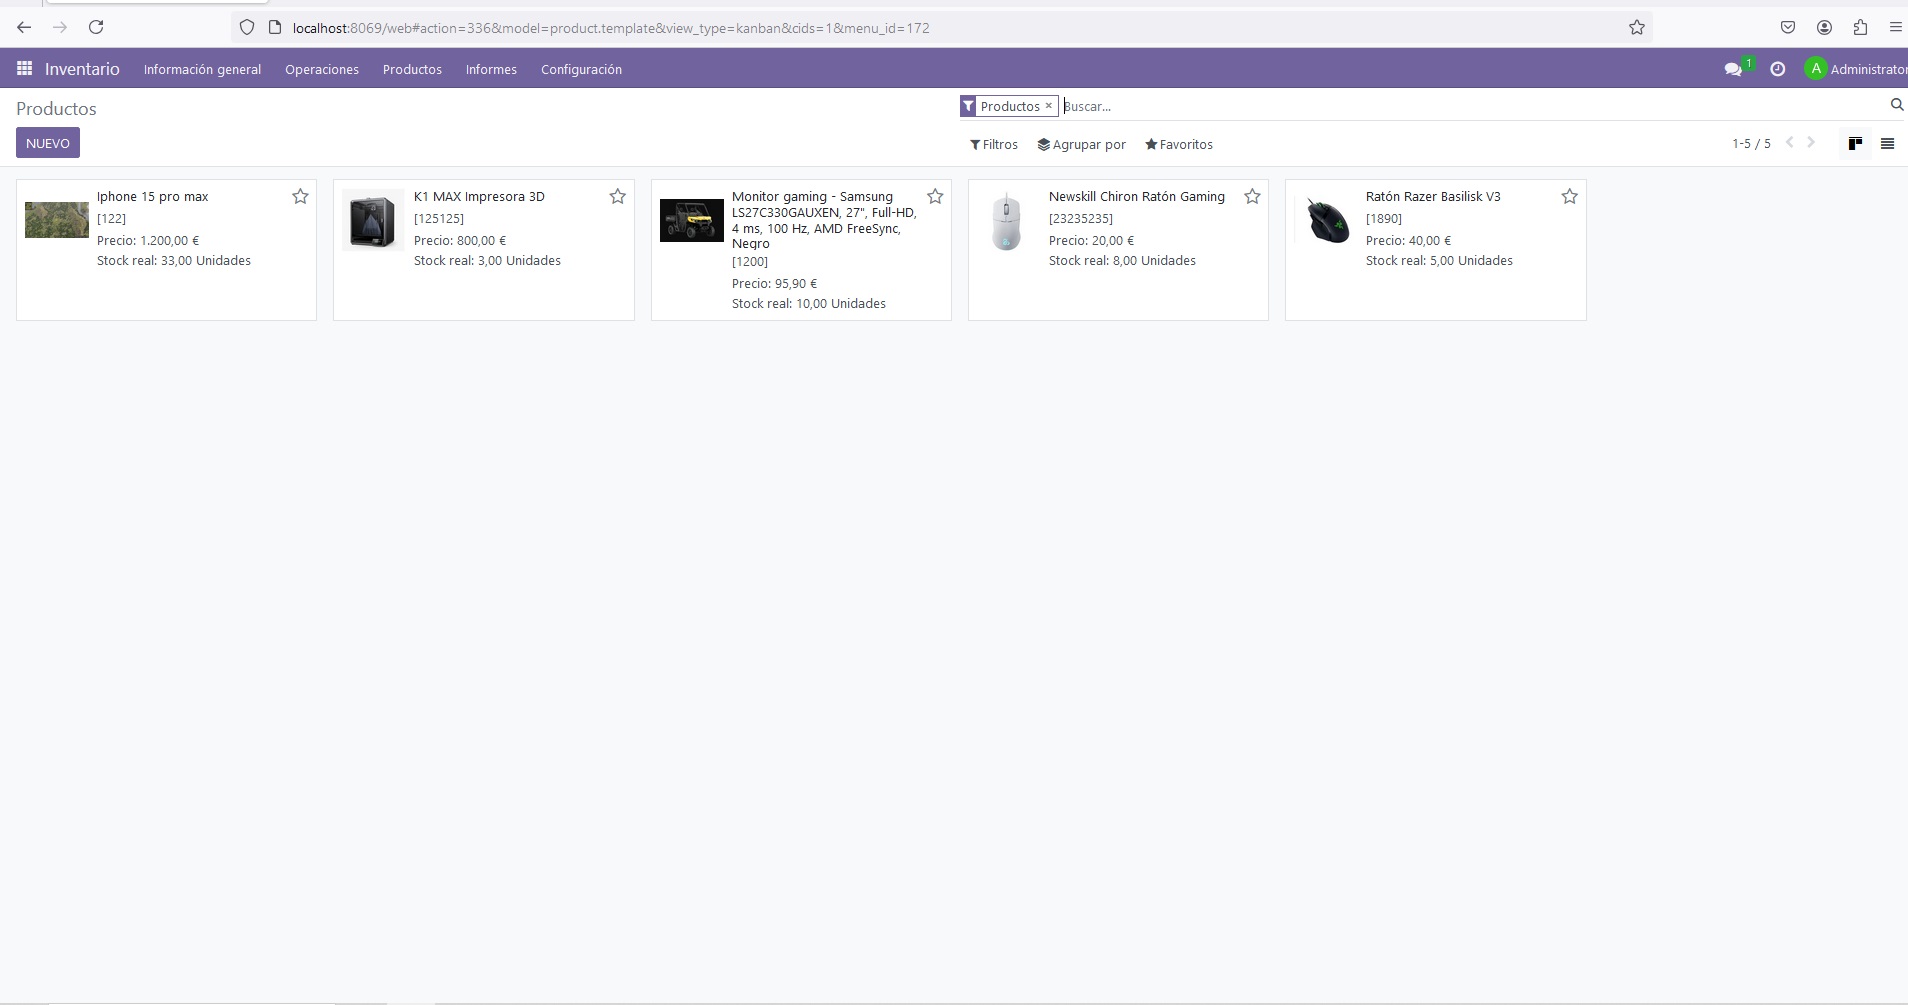 localhost:8069/web#action=336&model=product.template&view_type=kanban&cids=1&menu_id=172
Inventario Información general Operaciones Productos Informes Configuración 1 A Administrator
Productos
Productos × Buscar...
NUEVO
Filtros Agrupar por Favoritos
1-5 / 5
Iphone 15 pro max
[122]
Precio: 1.200,00 €
Stock real: 33,00 Unidades
K1 MAX Impresora 3D
[125125]
Precio: 800,00 €
Stock real: 3,00 Unidades
Monitor gaming - Samsung
LS27C330GAUXEN, 27", Full-HD,
4 ms, 100 Hz, AMD FreeSync,
Negro
[1200]
Precio: 95,90 €
Stock real: 10,00 Unidades
Newskill Chiron Ratón Gaming
[23235235]
Precio: 20,00 €
Stock real: 8,00 Unidades
Ratón Razer Basilisk V3
[1890]
Precio: 40,00 €
Stock real: 5,00 Unidades